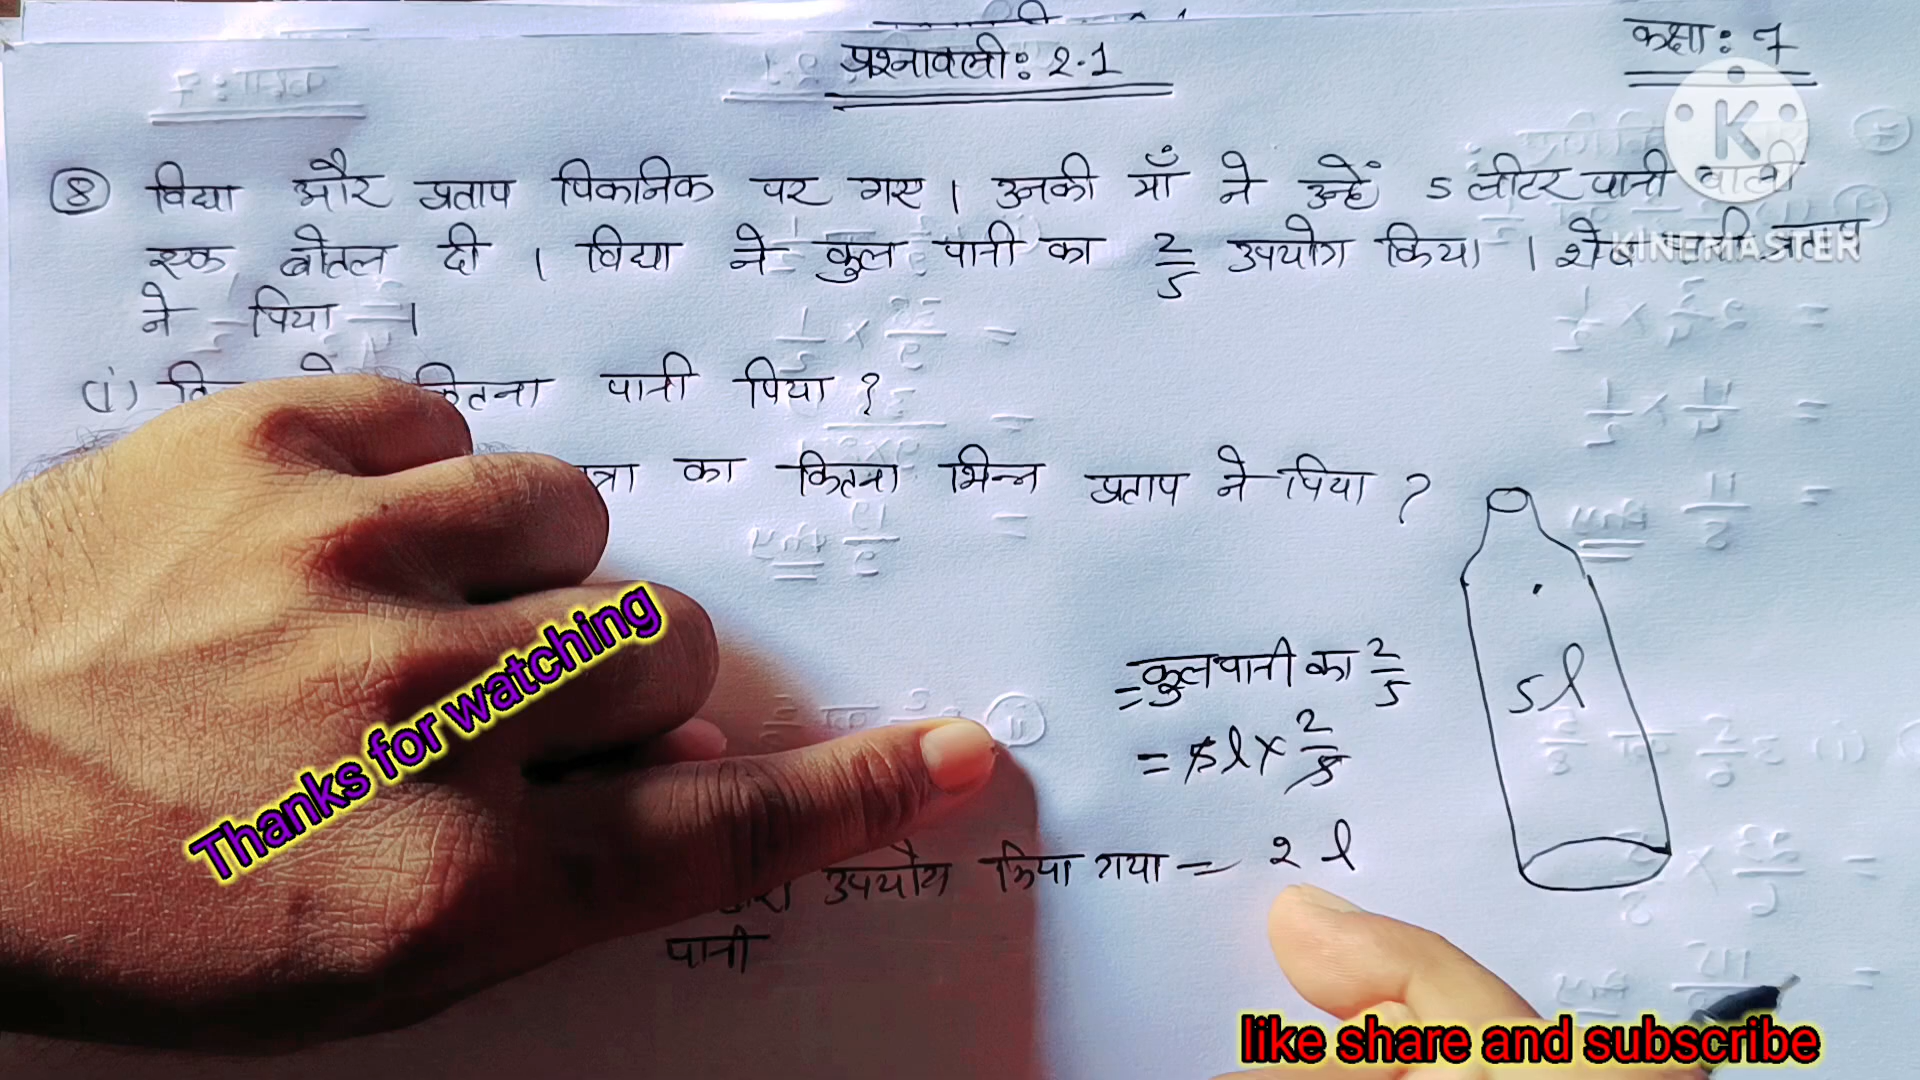 प्रश्नावली: 2.1
कक्षा: 7
⑧ विद्या और प्रताप पिकनिक पर गए। उनकी माँ ने उन्हें 5 लीटर पानी वाली
एक बोतल दी। विद्या ने कुल पानी का 2/5 उपयोग किया। शेष पानी प्रताप
ने पिया।
(i) कितना पानी पिया?
का कितना भिन्न प्रताप ने पिया?
= कुल पानी का 2/5
= 5l × 2/5
5l
उपयोग किया गया = 2 l
पानी
K
KINEMASTER
Thanks for watching
like share and subscribe